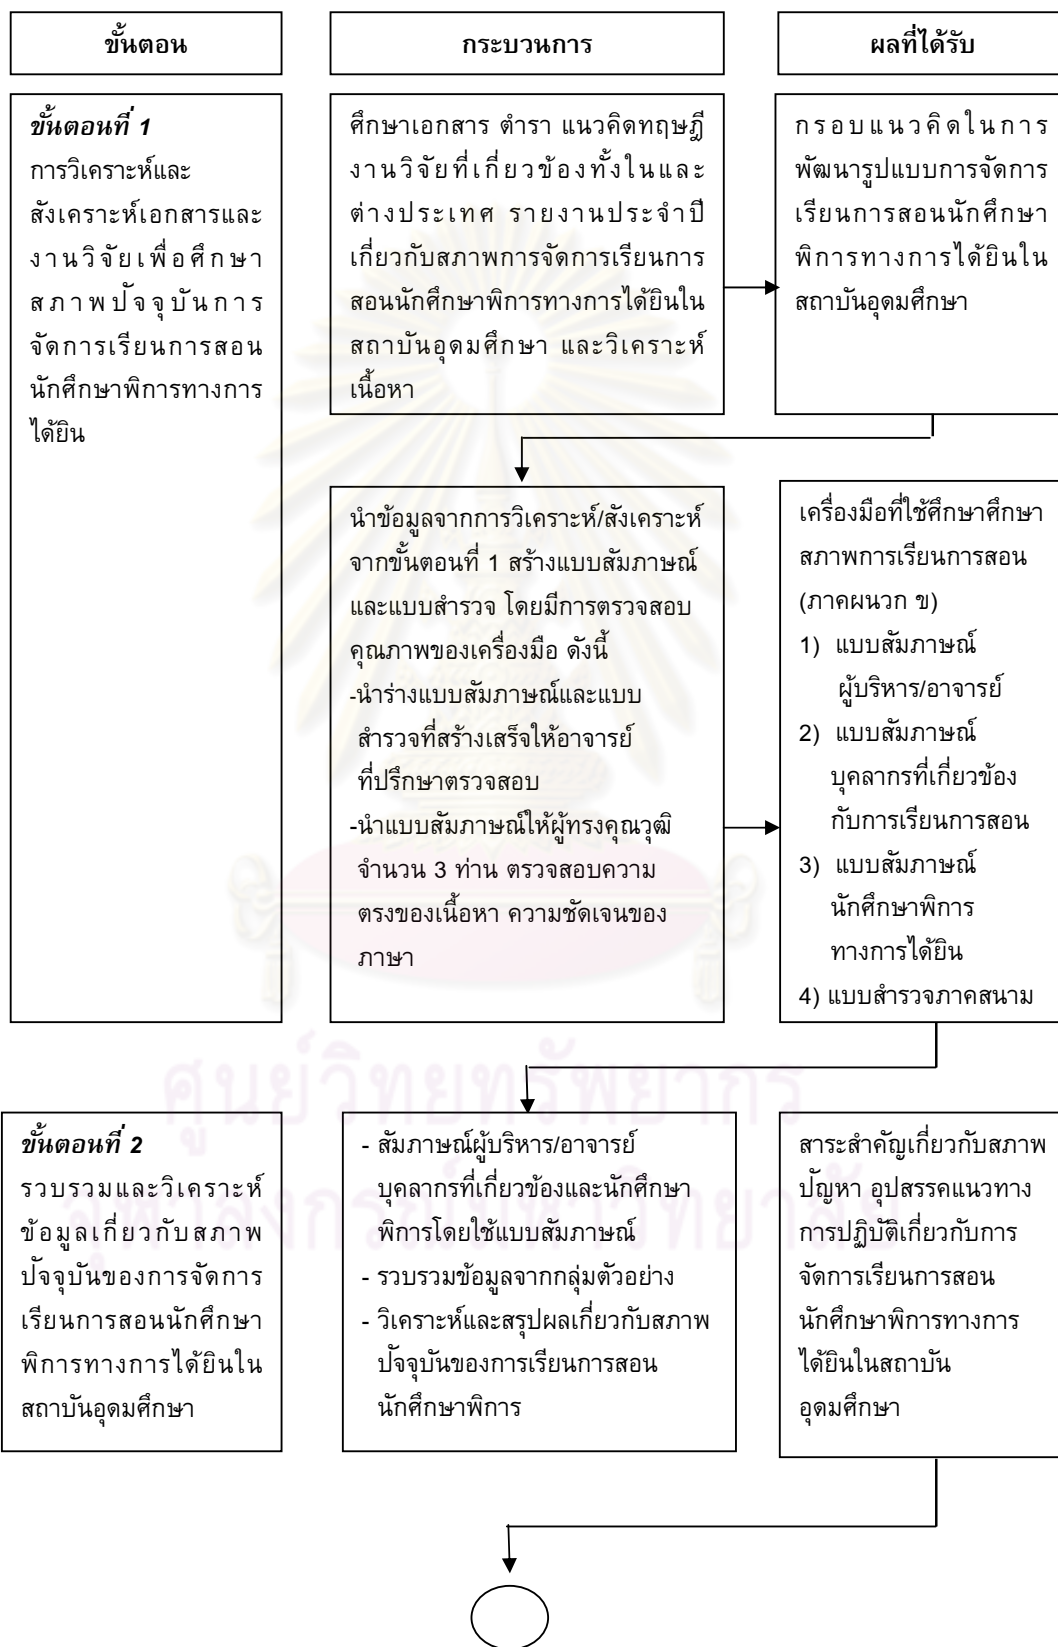 ขั้นตอน
กระบวนการ
ผลที่ได้รับ
ขั้นตอนที่ 1
การวิเคราะห์และ
สังเคราะห์เอกสารและ
งานวิจัยเพื่อศึกษา
สภาพปัจจุบันการ
จัดการเรียนการสอน
นักศึกษาพิการทางการ
ได้ยิน
ศึกษาเอกสาร ตำรา แนวคิดทฤษฎี
งานวิจัยที่เกี่ยวข้องทั้งในและ
ต่างประเทศ รายงานประจำปี
เกี่ยวกับสภาพการจัดการเรียนการ
สอนนักศึกษาพิการทางการได้ยินใน
สถาบันอุดมศึกษา และวิเคราะห์
เนื้อหา
กรอบแนวคิดในการ
พัฒนารูปแบบการจัดการ
เรียนการสอนนักศึกษา
พิการทางการได้ยินใน
สถาบันอุดมศึกษา
นำข้อมูลจากการวิเคราะห์/สังเคราะห์
จากขั้นตอนที่ 1 สร้างแบบสัมภาษณ์
และแบบสำรวจ โดยมีการตรวจสอบ
คุณภาพของเครื่องมือ ดังนี้
-นำร่างแบบสัมภาษณ์และแบบ
สำรวจที่สร้างเสร็จให้อาจารย์
ที่ปรึกษาตรวจสอบ
-นำแบบสัมภาษณ์ให้ผู้ทรงคุณวุฒิ
จำนวน 3 ท่าน ตรวจสอบความ
ตรงของเนื้อหา ความชัดเจนของ
ภาษา
เครื่องมือที่ใช้ศึกษาศึกษา
สภาพการเรียนการสอน
(ภาคผนวก ข)
1) แบบสัมภาษณ์
ผู้บริหาร/อาจารย์
2) แบบสัมภาษณ์
บุคลากรที่เกี่ยวข้อง
กับการเรียนการสอน
3) แบบสัมภาษณ์
นักศึกษาพิการ
ทางการได้ยิน
4) แบบสำรวจภาคสนาม
ศูนย์วิทยทรัพยากร
จุฬาลงกรณ์มหาวิทยาลัย
ขั้นตอนที่ 2
รวบรวมและวิเคราะห์
ข้อมูลเกี่ยวกับสภาพ
ปัจจุบันของการจัดการ
เรียนการสอนนักศึกษา
พิการทางการได้ยินใน
สถาบันอุดมศึกษา
- สัมภาษณ์ผู้บริหาร/อาจารย์
บุคลากรที่เกี่ยวข้องและนักศึกษา
พิการโดยใช้แบบสัมภาษณ์
- รวบรวมข้อมูลจากกลุ่มตัวอย่าง
- วิเคราะห์และสรุปผลเกี่ยวกับสภาพ
ปัจจุบันของการเรียนการสอน
นักศึกษาพิการ
สาระสำคัญเกี่ยวกับสภาพ
ปัญหา อุปสรรคแนวทาง
การปฏิบัติเกี่ยวกับการ
จัดการเรียนการสอน
นักศึกษาพิการทางการ
ได้ยินในสถาบัน
อุดมศึกษา